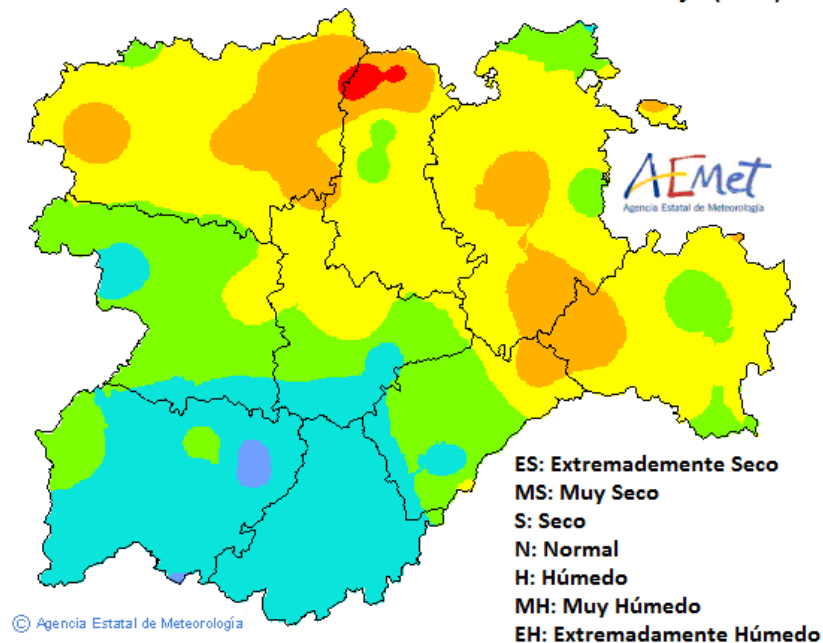 AEMet
Agencia Estatal de Meteorología
ES: Extremademente Seco
MS: Muy Seco
S: Seco
N: Normal
H: Húmedo
MH: Muy Húmedo
EH: Extremadamente Húmedo
© Agencia Estatal de Meteorología